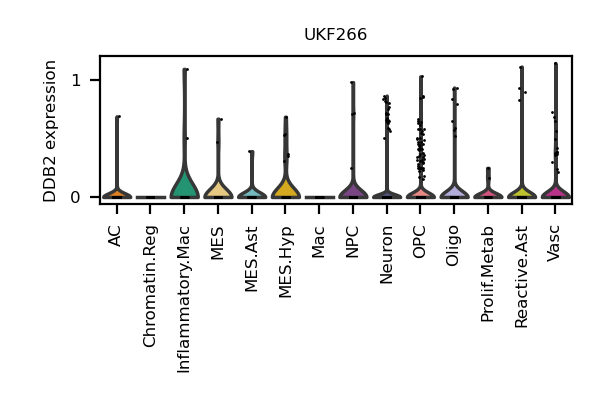 UKF266
DDB2 expression
1
0
AC
Chromatin.Reg
Inflammatory.Mac
MES
MES.Ast
MES.Hyp
Mac
NPC
Neuron
OPC
Oligo
Prolif.Metab
Reactive.Ast
Vasc